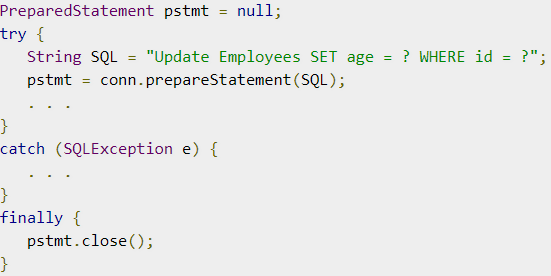 PreparedStatement pstmt = null;
try {
   String SQL = "Update Employees SET age = ? WHERE id = ?";
   pstmt = conn.prepareStatement(SQL);
   . . .
}
catch (SQLException e) {
   . . .
}
finally {
   pstmt.close();
}